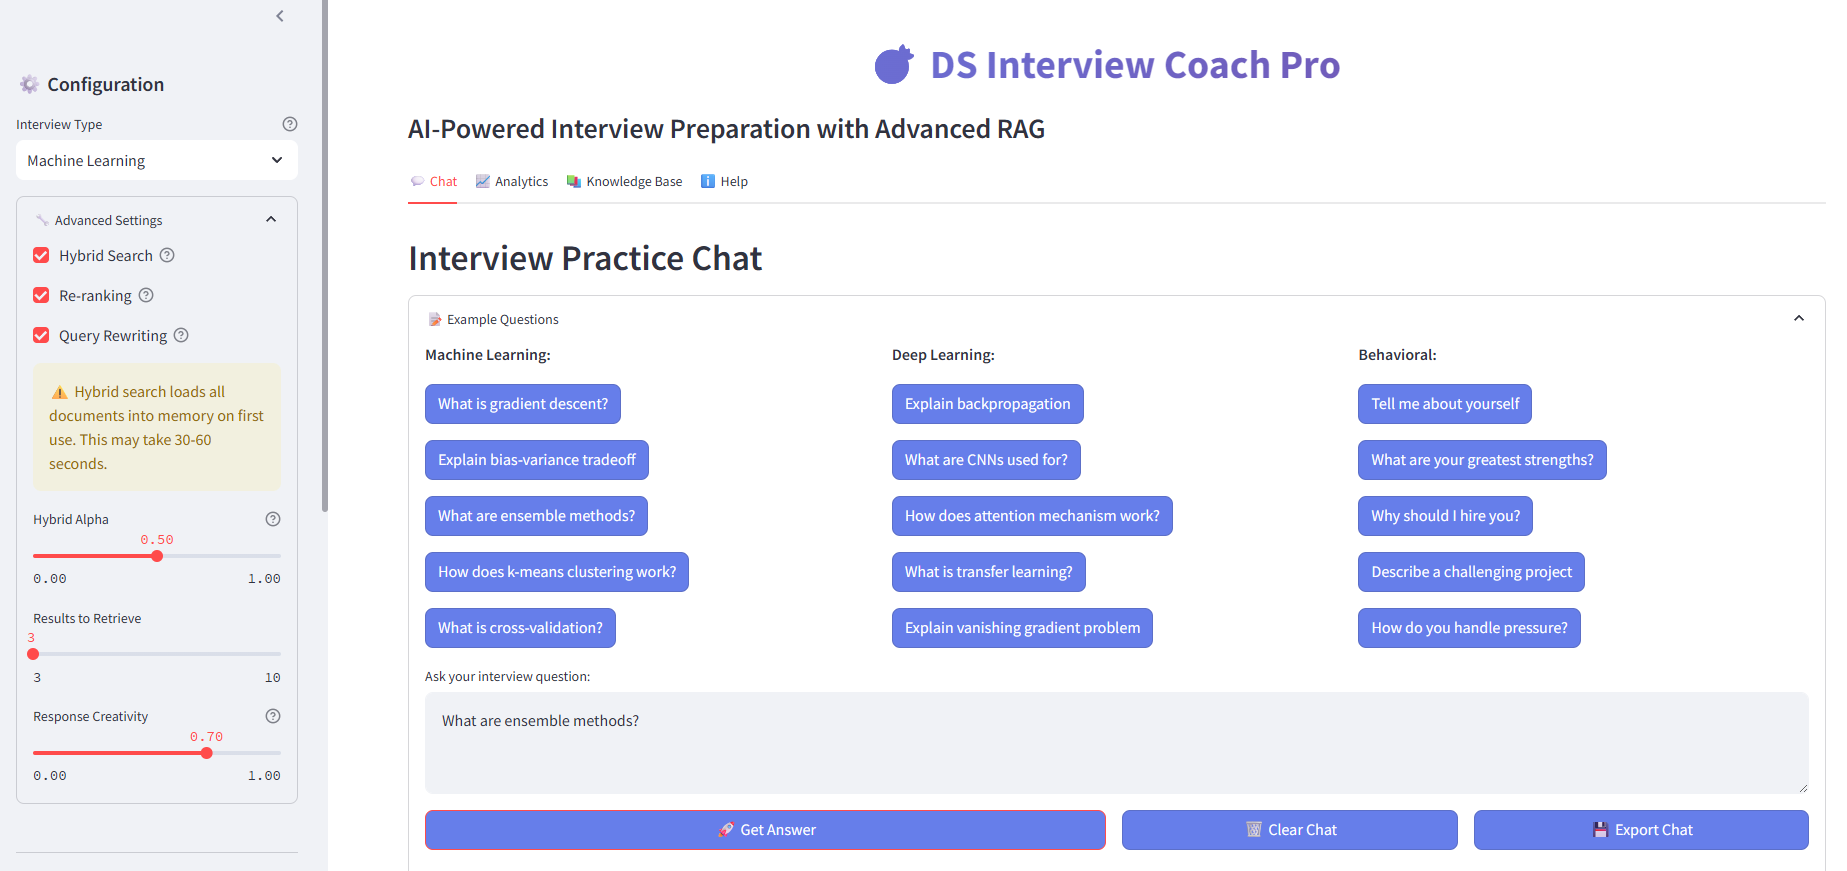 Configuration
Interview Type
Machine Learning
Advanced Settings
Hybrid Search
Re-ranking
Query Rewriting
Hybrid search loads all
documents into memory on first
use. This may take 30-60
seconds.
Hybrid Alpha
0.50
0.00 1.00
Results to Retrieve
3
3 10
Response Creativity
0.70
0.00 1.00
DS Interview Coach Pro
AI-Powered Interview Preparation with Advanced RAG
Chat Analytics Knowledge Base Help
Interview Practice Chat
Example Questions
Machine Learning:
What is gradient descent?
Explain bias-variance tradeoff
What are ensemble methods?
How does k-means clustering work?
What is cross-validation?
Deep Learning:
Explain backpropagation
What are CNNs used for?
How does attention mechanism work?
What is transfer learning?
Explain vanishing gradient problem
Behavioral:
Tell me about yourself
What are your greatest strengths?
Why should I hire you?
Describe a challenging project
How do you handle pressure?
Ask your interview question:
What are ensemble methods?
Get Answer Clear Chat Export Chat